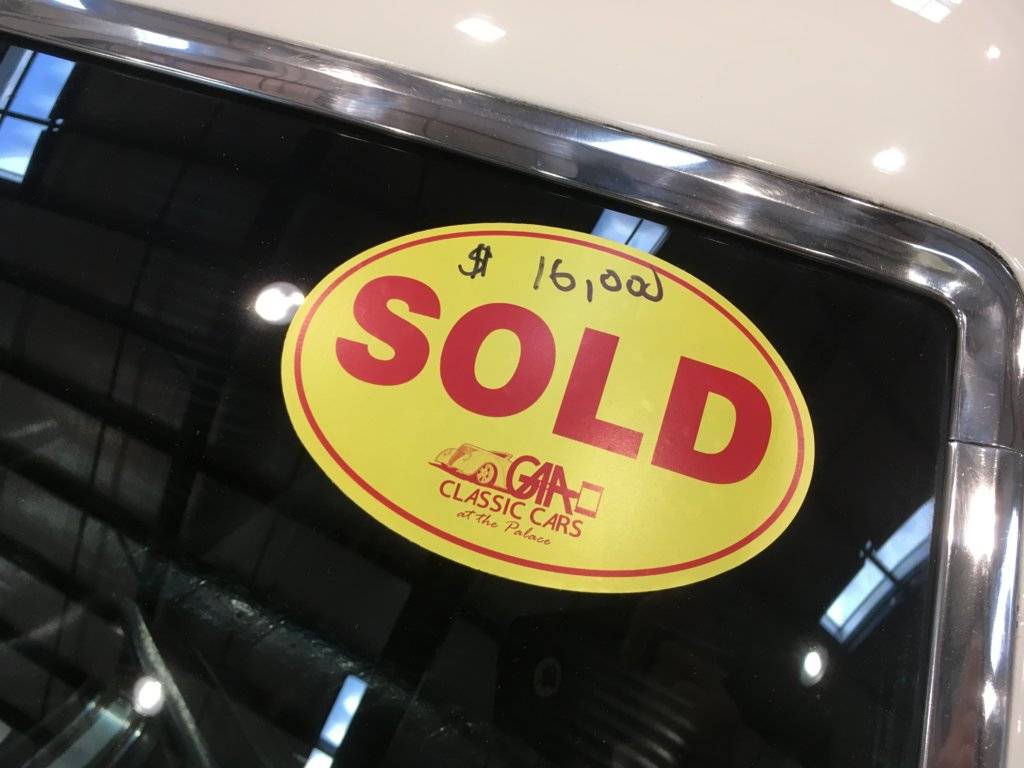 $ 16,000
SOLD
GAA
CLASSIC CARS
at the Palace